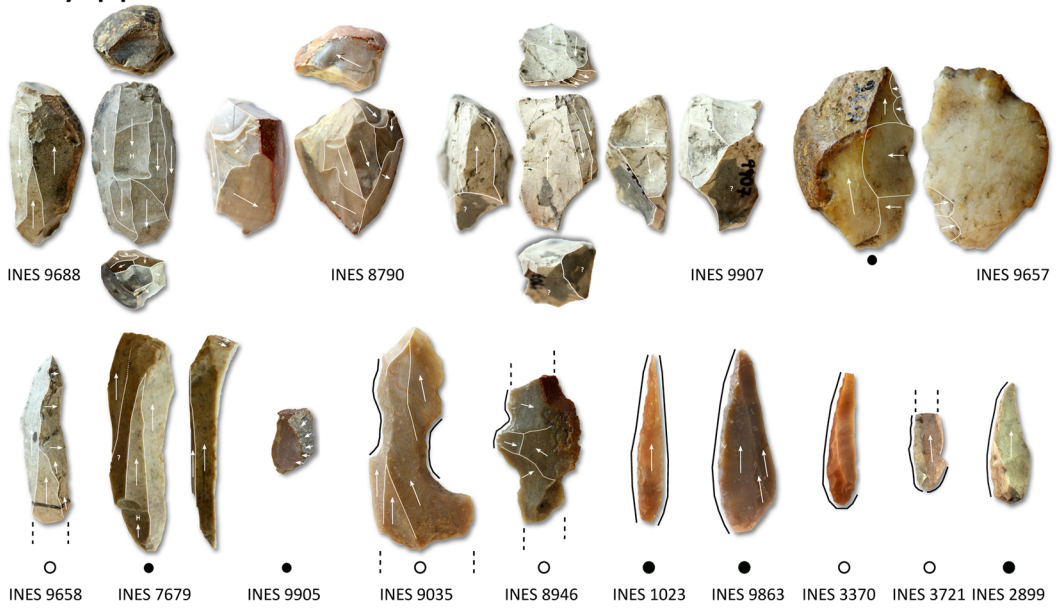 INES 9688
INES 8790
INES 9907
INES 9657
9907
?
?
?
?
?
H
H
INES 9658
INES 7679
INES 9905
INES 9035
INES 8946
INES 1023
INES 9863
INES 3370
INES 3721
INES 2899